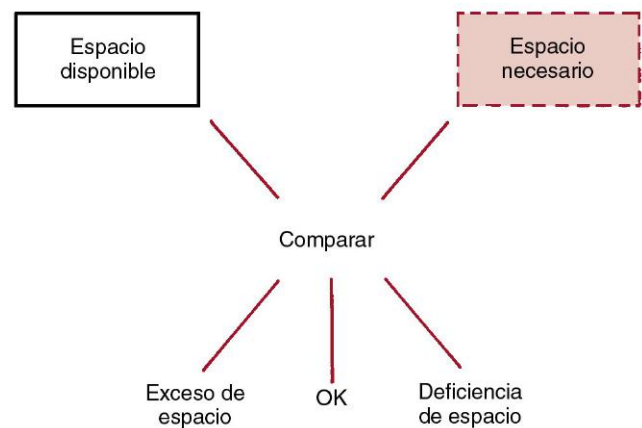 Espacio
disponible
Espacio
necesario
Comparar
Exceso de
espacio
OK
Deficiencia
de espacio